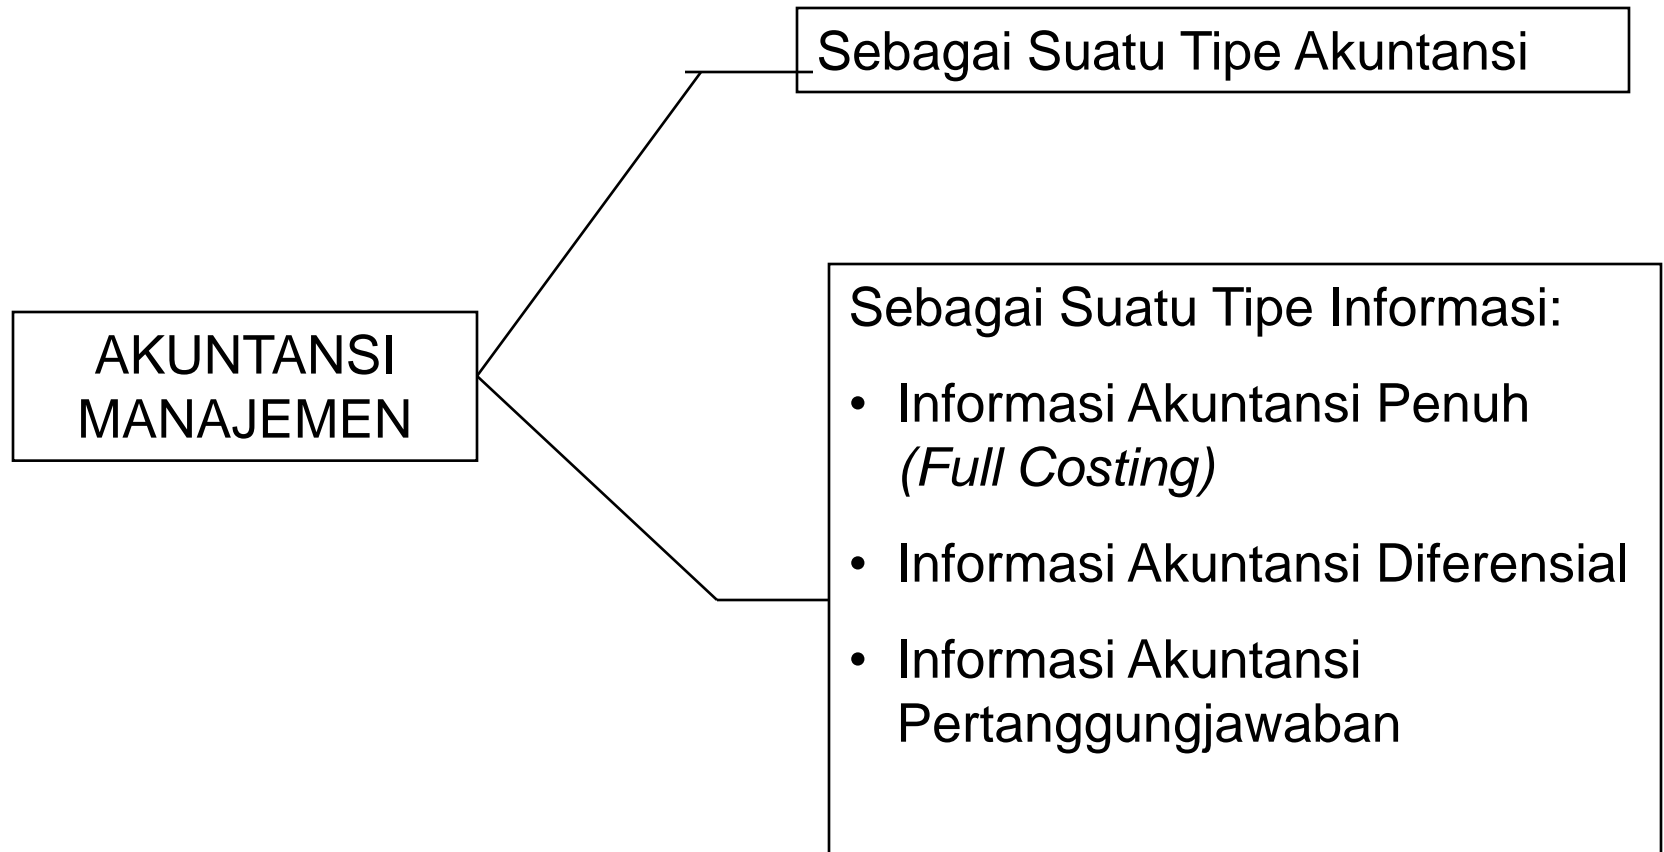 Sebagai Suatu Tipe Akuntansi
AKUNTANSI
MANAJEMEN
Sebagai Suatu Tipe Informasi:
• Informasi Akuntansi Penuh
(Full Costing)
• Informasi Akuntansi Diferensial
• Informasi Akuntansi
Pertanggungjawaban